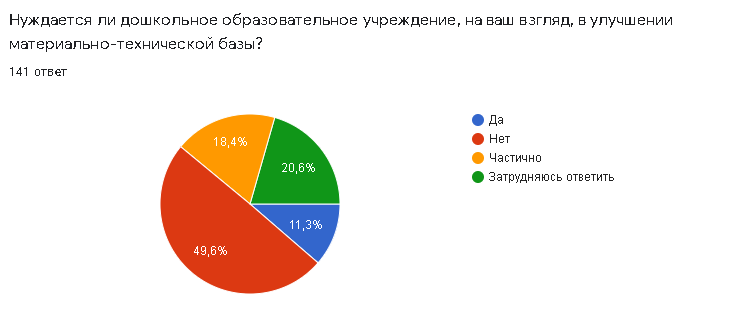 Нуждается ли дошкольное образовательное учреждение, на ваш взгляд, в улучшении
материально-технической базы?
141 ответ
Да
Нет
Частично
Затрудняюсь ответить
18,4%
20,6%
11,3%
49,6%